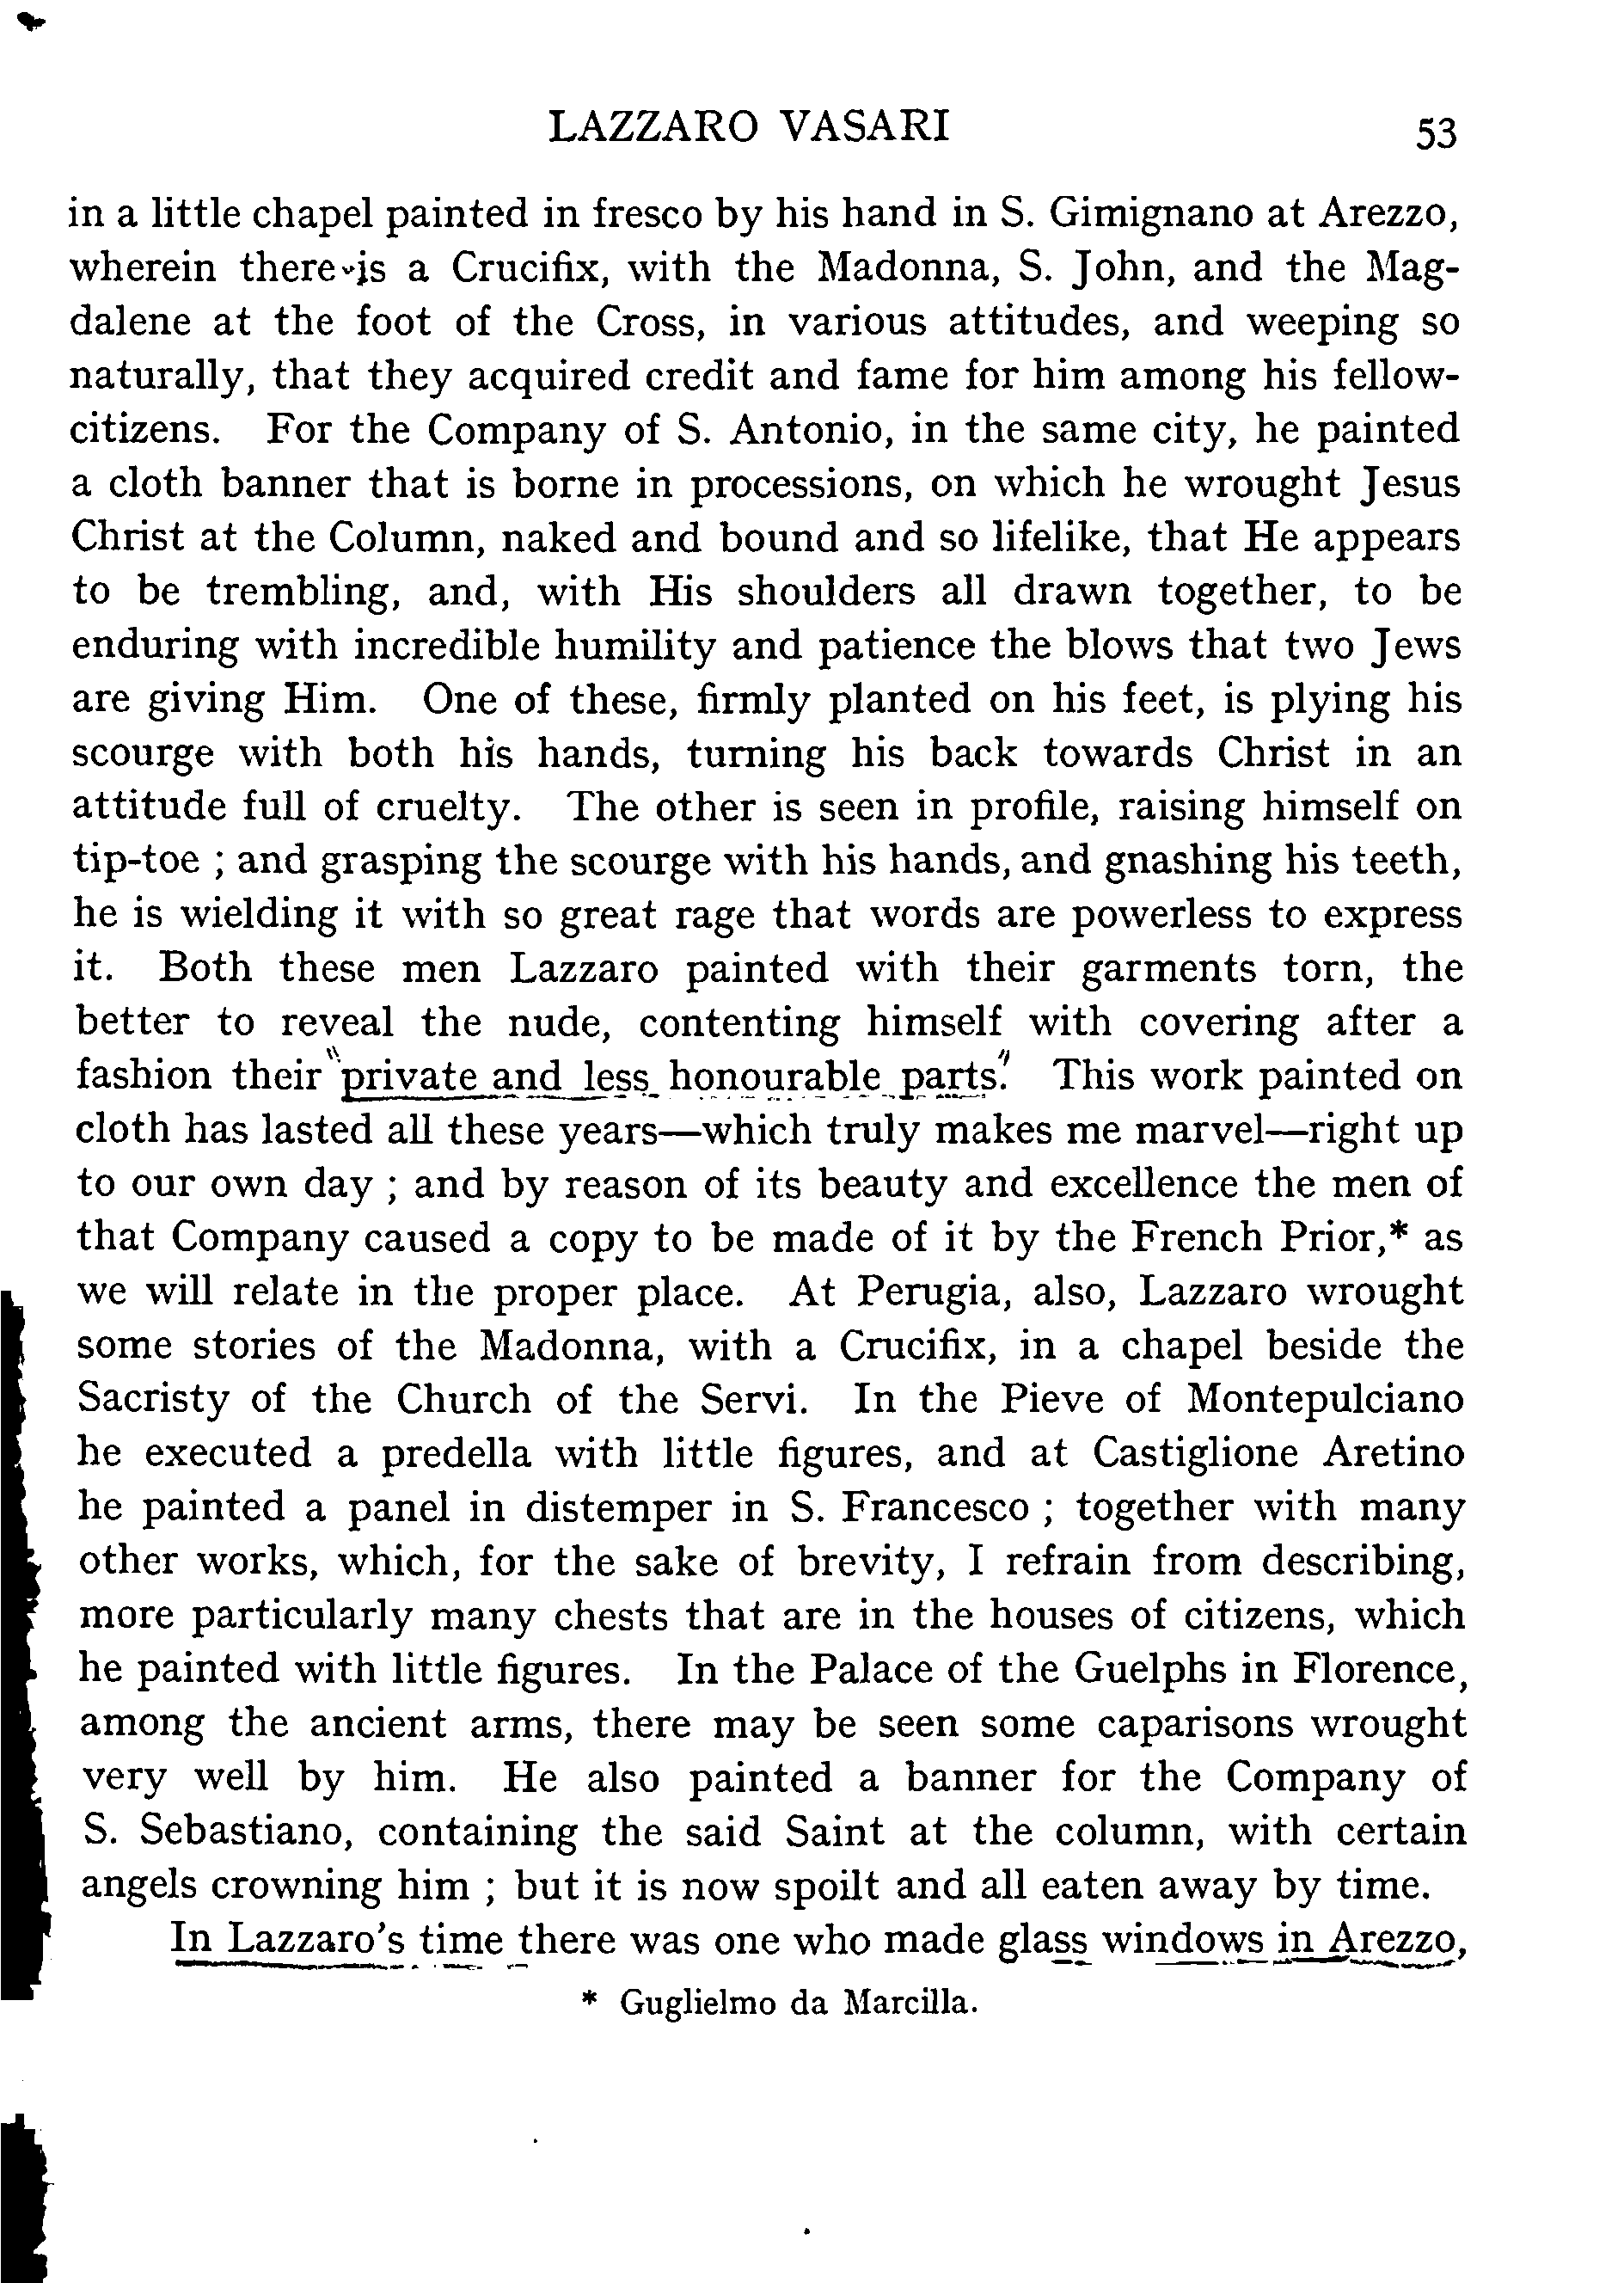 LAZZARO VASARI 53
in a little chapel painted in fresco by his hand in S. Gimignano at Arezzo,
wherein there is a Crucifix, with the Madonna, S. John, and the Mag-
dalene at the foot of the Cross, in various attitudes, and weeping so
naturally, that they acquired credit and fame for him among his fellow-
citizens. For the Company of S. Antonio, in the same city, he painted
a cloth banner that is borne in processions, on which he wrought Jesus
Christ at the Column, naked and bound and so lifelike, that He appears
to be trembling, and, with His shoulders all drawn together, to be
enduring with incredible humility and patience the blows that two Jews
are giving Him. One of these, firmly planted on his feet, is plying his
scourge with both his hands, turning his back towards Christ in an
attitude full of cruelty. The other is seen in profile, raising himself on
tip-toe ; and grasping the scourge with his hands, and gnashing his teeth,
he is wielding it with so great rage that words are powerless to express
it. Both these men Lazzaro painted with their garments torn, the
better to reveal the nude, contenting himself with covering after a
fashion their "private and less honourable parts." This work painted on
cloth has lasted all these years—which truly makes me marvel—right up
to our own day ; and by reason of its beauty and excellence the men of
that Company caused a copy to be made of it by the French Prior,* as
we will relate in the proper place. At Perugia, also, Lazzaro wrought
some stories of the Madonna, with a Crucifix, in a chapel beside the
Sacristy of the Church of the Servi. In the Pieve of Montepulciano
he executed a predella with little figures, and at Castiglione Aretino
he painted a panel in distemper in S. Francesco ; together with many
other works, which, for the sake of brevity, I refrain from describing,
more particularly many chests that are in the houses of citizens, which
he painted with little figures. In the Palace of the Guelphs in Florence,
among the ancient arms, there may be seen some caparisons wrought
very well by him. He also painted a banner for the Company of
S. Sebastiano, containing the said Saint at the column, with certain
angels crowning him ; but it is now spoilt and all eaten away by time.
In Lazzaro's time there was one who made glass windows in Arezzo,
* Guglielmo da Marcilla.